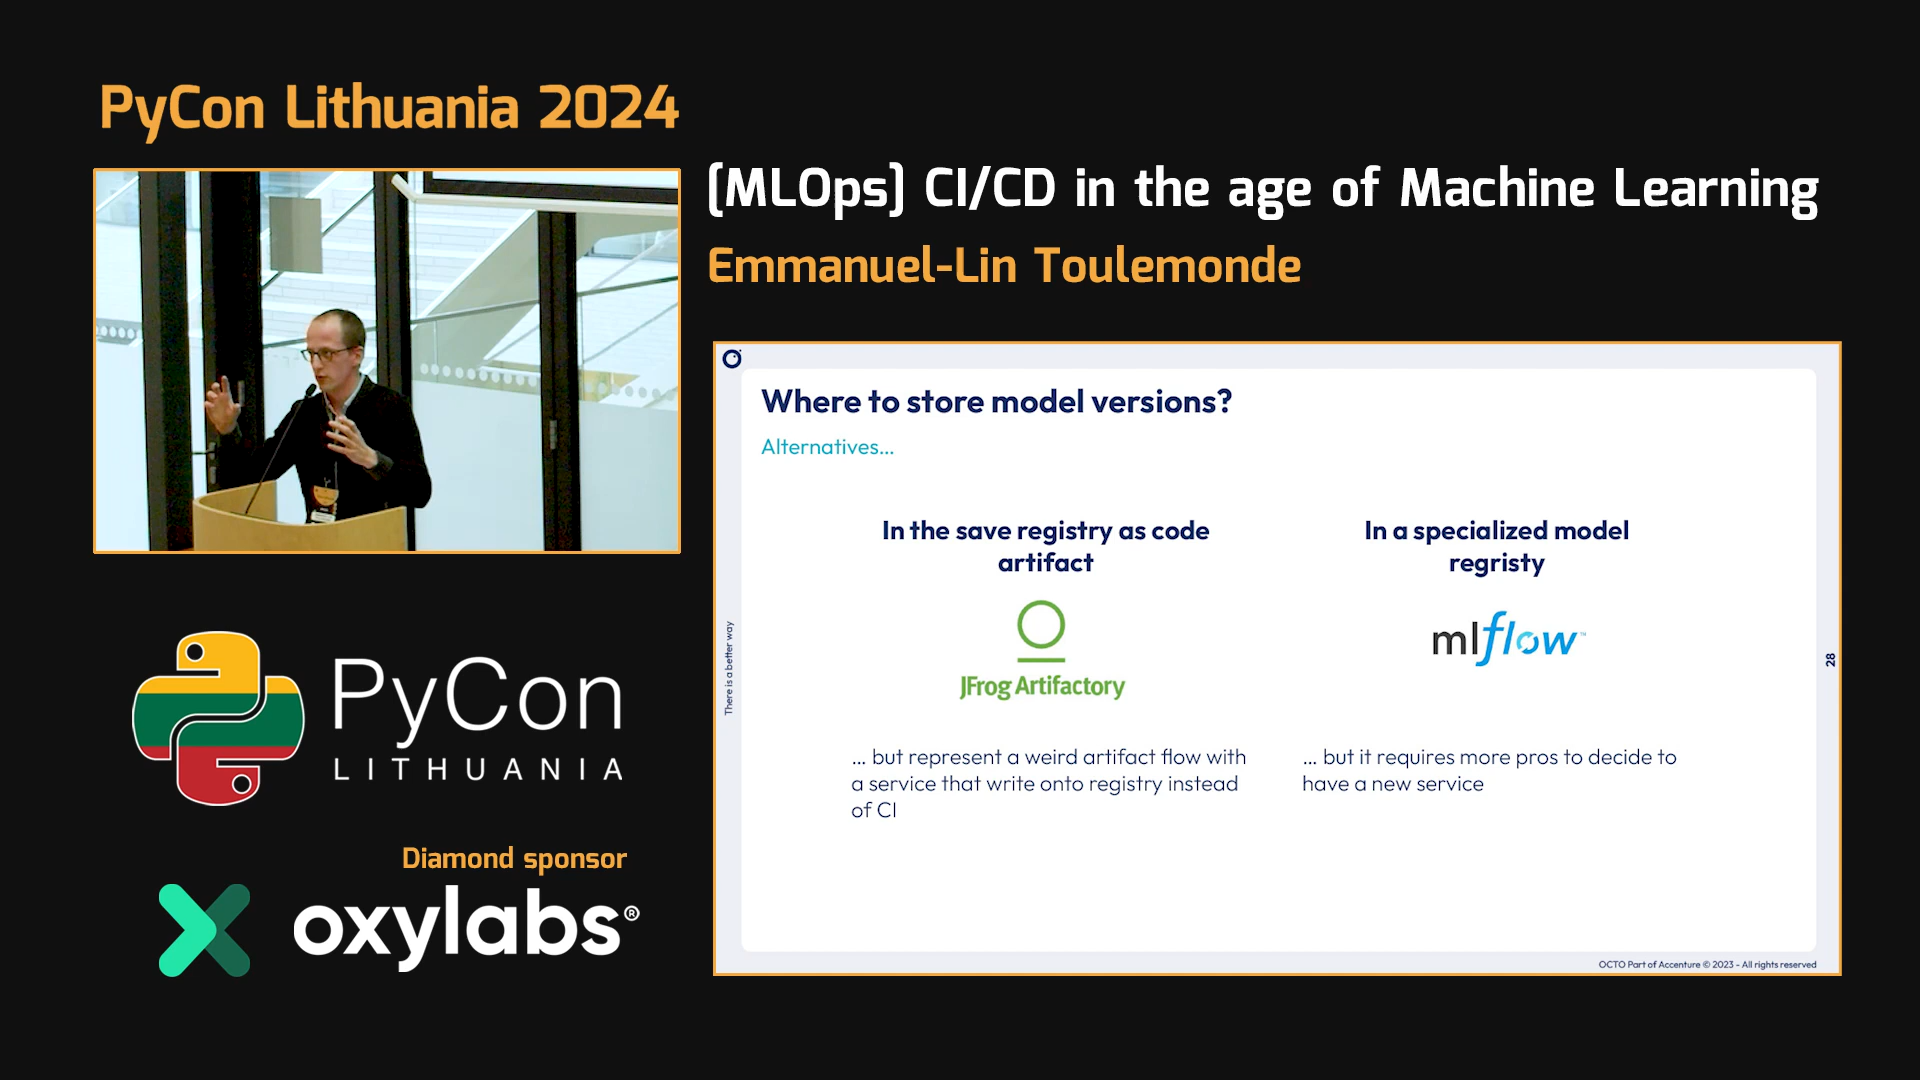 PyCon Lithuania 2024
[MLOps] CI/CD in the age of Machine Learning
Emmanuel-Lin Toulemonde
Where to store model versions?
Alternatives...
In the save registry as code
artifact
JFrog Artifactory
... but represent a weird artifact flow with
a service that write onto registry instead
of CI
In a specialized model
regristy
mlflow™
... but it requires more pros to decide to
have a new service
There is a better way
28
OCTO Part of Accenture © 2023 - All rights reserved
PyCon
LITHUANIA
Diamond sponsor
oxylabs®